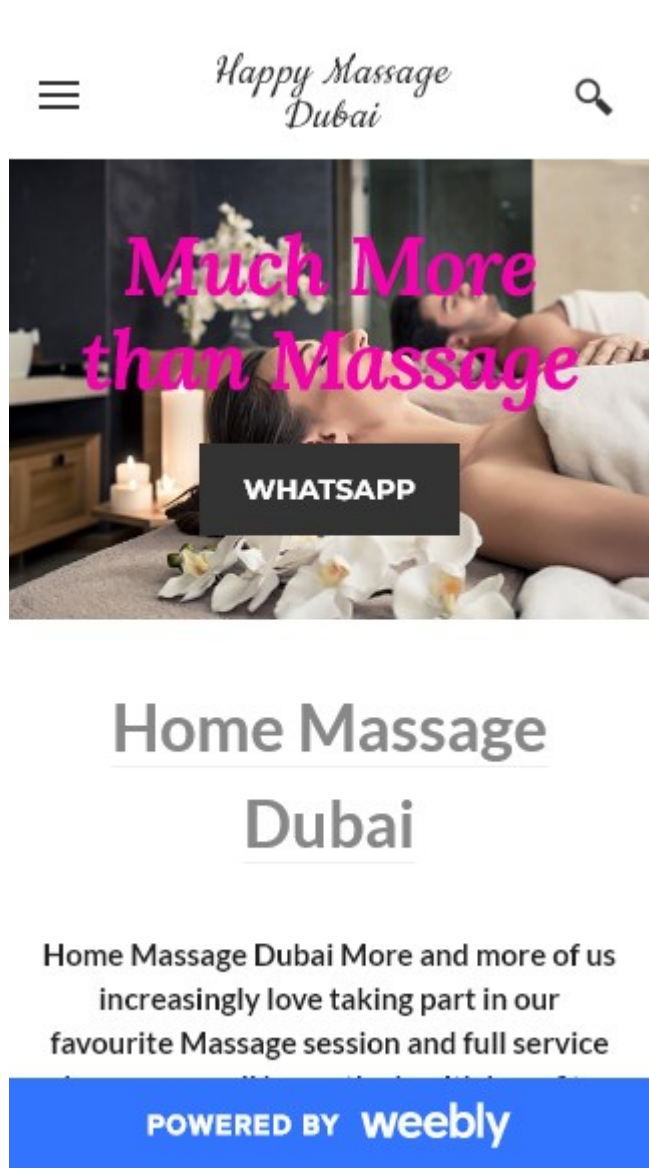 Happy Massage
Dubai
Much More
than Massage
WHATSAPP
Home Massage
Dubai
Home Massage Dubai More and more of us
increasingly love taking part in our
favourite Massage session and full service
POWERED BY weebly